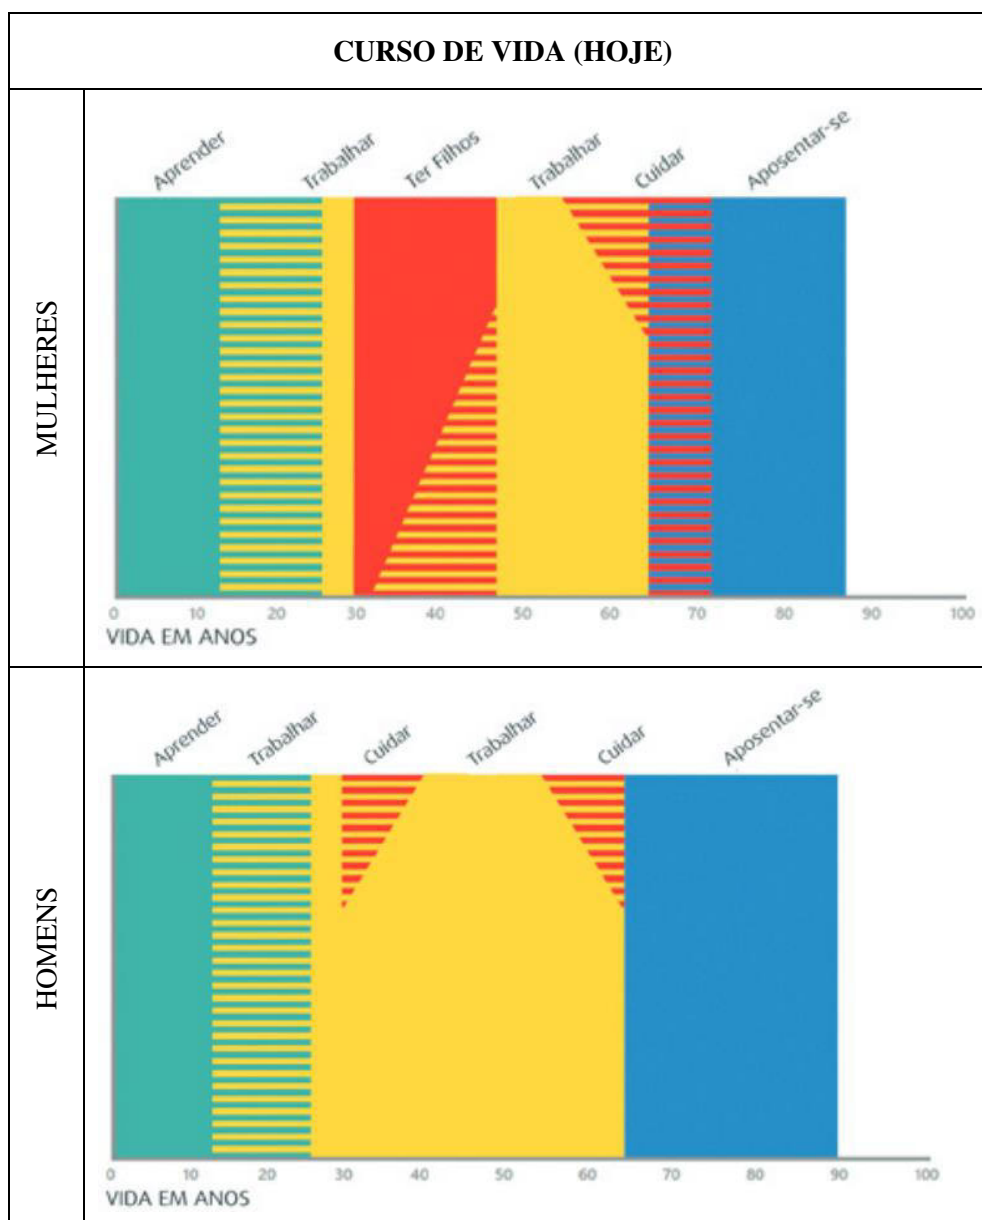 CURSO DE VIDA (HOJE)
MULHERES
Aprender
Trabalhar
Ter Filhos
Trabalhar
Cuidar
Aposentar-se
0 10 20 30 40 50 60 70 80 90 100
VIDA EM ANOS
HOMENS
Aprender
Trabalhar
Cuidar
Trabalhar
Cuidar
Aposentar-se
0 10 20 30 40 50 60 70 80 90 100
VIDA EM ANOS